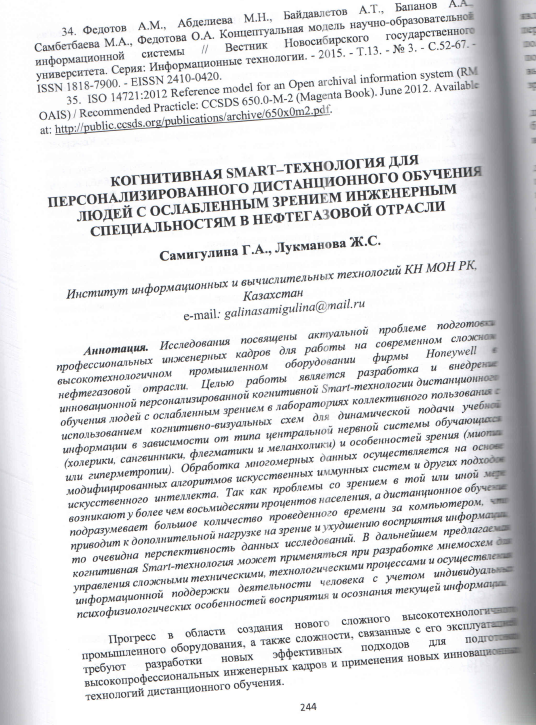 34. Федотов А.М., Абделиева М.Н., Байдавлетов А.Т., Бапанов А.А.,
Самбетбаева М.А., Федотова О.А. Концептуальная модель научно-образовательной
информационной системы // Вестник Новосибирского государственного
университета. Серия: Информационные технологии. - 2015. - Т.13. - № 3. - С.52-67. -
ISSN 1818-7900. - EISSN 2410-0420.
35. ISO 14721:2012 Reference model for an Open archival information system (RM
OAIS) / Recommended Practicle: CCSDS 650.0-M-2 (Magenta Book). June 2012. Available
at: http://public.ccsds.org/publications/archive/650x0m2.pdf.
КОГНИТИВНАЯ SMART–ТЕХНОЛОГИЯ ДЛЯ
ПЕРСОНАЛИЗИРОВАННОГО ДИСТАНЦИОННОГО ОБУЧЕНИЯ
ЛЮДЕЙ С ОСЛАБЛЕННЫМ ЗРЕНИЕМ ИНЖЕНЕРНЫМ
СПЕЦИАЛЬНОСТЯМ В НЕФТЕГАЗОВОЙ ОТРАСЛИ
Самигулина Г.А., Лукманова Ж.С.
Институт информационных и вычислительных технологий КН МОН РК,
Казахстан
e-mail: galinasamigulina@mail.ru
Аннотация. Исследования посвящены актуальной проблеме подготовки
профессиональных инженерных кадров для работы на современном сложном
высокотехнологичном промышленном оборудовании фирмы Honeywell в
нефтегазовой отрасли. Целью работы является разработка и внедрение
инновационной персонализированной когнитивной Smart-технологии дистанционного
обучения людей с ослабленным зрением в лабораториях коллективного пользования с
использованием когнитивно-визуальных схем для динамической подачи учебной
информации в зависимости от типа центральной нервной системы обучающихся
(холерики, сангвинники, флегматики и меланхолики) и особенностей зрения (миопии
или гиперметропии). Обработка многомерных данных осуществляется на основе
модифицированных алгоритмов искусственных иммунных систем и других подходов
искусственного интеллекта. Так как проблемы со зрением в той или иной мере
возникают у более чем восьмидесяти процентов населения, а дистанционное обучение
подразумевает большое количество проведенного времени за компьютером, что
приводит к дополнительной нагрузке на зрение и ухудшению восприятия информации,
то очевидна перспективность данных исследований. В дальнейшем предлагаемая
когнитивная Smart-технология может применяться при разработке мнемосхем для
управления сложными техническими, технологическими процессами и осуществления
информационной поддержки деятельности человека с учетом индивидуальных
психофизиологических особенностей восприятия и осознания текущей информации.
Прогресс в области создания нового сложного высокотехнологичного
промышленного оборудования, а также сложности, связанные с его эксплуатацией
требуют разработки новых эффективных подходов для подготовки
высокопрофессиональных инженерных кадров и применения новых инновационных
технологий дистанционного обучения.
244